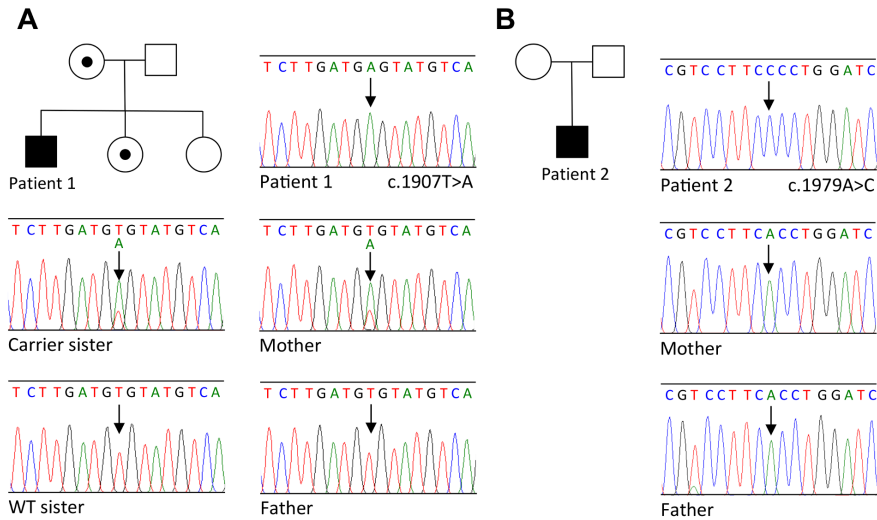 A
B
Patient 1
TCTTGATGAGTATGTCA
Patient 1 c.1907T>A
Patient 2
CGTCCTTCCCCTGGATC
Patient 2 c.1979A>C
TCTTGATGTGTATGTCA
A
Carrier sister
TCTTGATGTGTATGTCA
A
Mother
CGTCCTTCACCTGGATC
Mother
TCTTGATGTGTATGTCA
WT sister
TCTTGATGTGTATGTCA
Father
CGTCCTTCACCTGGATC
Father